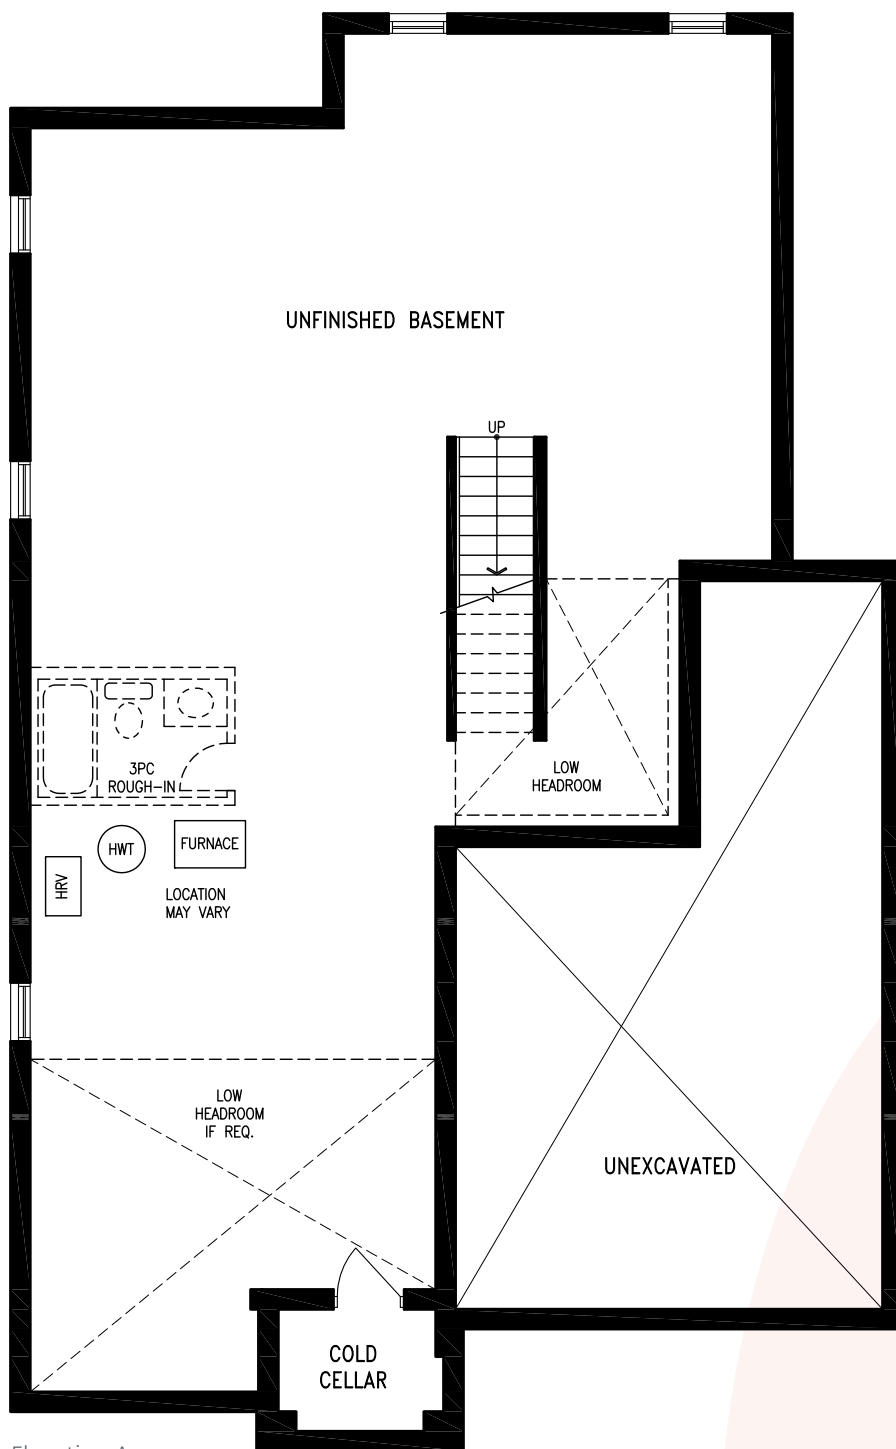 UNFINISHED BASEMENT
UP
3PC
ROUGH-IN
LOW
HEADROOM
HWT
FURNACE
HRV
LOCATION
MAY VARY
LOW
HEADROOM
IF REQ.
UNEXCAVATED
COLD
CELLAR